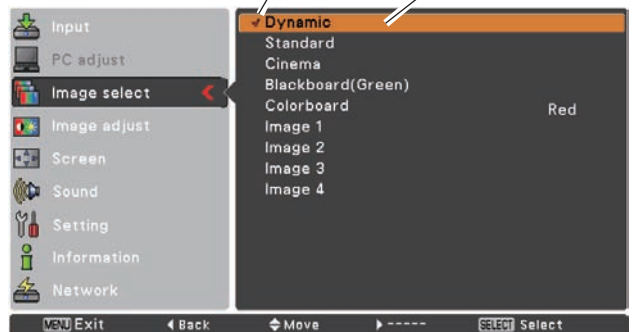 Input
PC adjust
Image select
Image adjust
Screen
Sound
Setting
Information
Network
Dynamic
Standard
Cinema
Blackboard(Green)
Colorboard Red
Image 1
Image 2
Image 3
Image 4
MENU Exit Back Move ----- SELECT Select